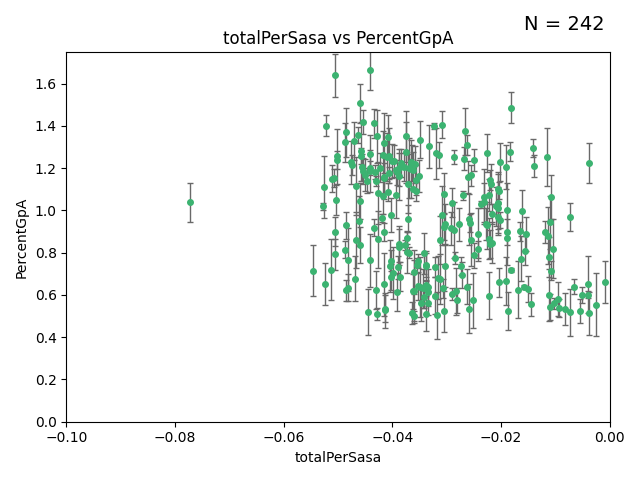 N = 242
totalPerSasa vs PercentGpA
PercentGpA
1.6
1.4
1.2
1.0
0.8
0.6
0.4
0.2
0.0
−0.10 −0.08 −0.06 −0.04 −0.02 0.00
totalPerSasa